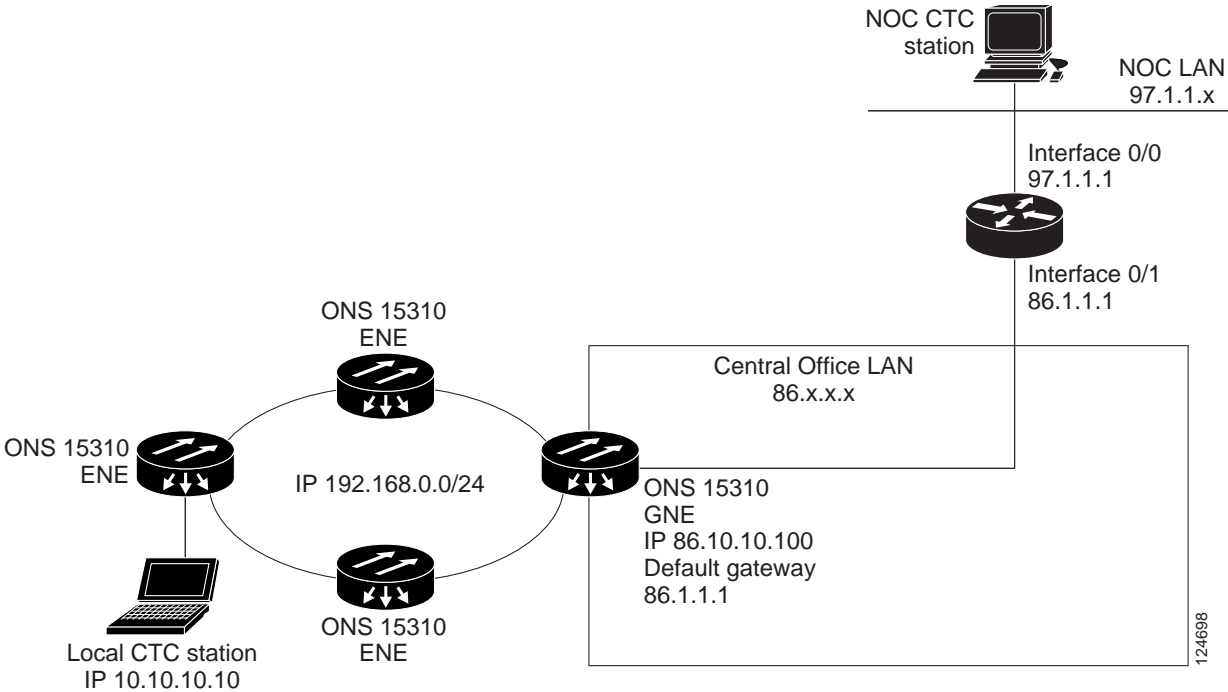 NOC CTC
station
NOC LAN
97.1.1.x
Interface 0/0
97.1.1.1
Interface 0/1
86.1.1.1
ONS 15310
ENE
Central Office LAN
86.x.x.x
ONS 15310
ENE
IP 192.168.0.0/24
ONS 15310
GNE
IP 86.10.10.100
Default gateway
86.1.1.1
ONS 15310
ENE
Local CTC station
IP 10.10.10.10
124698